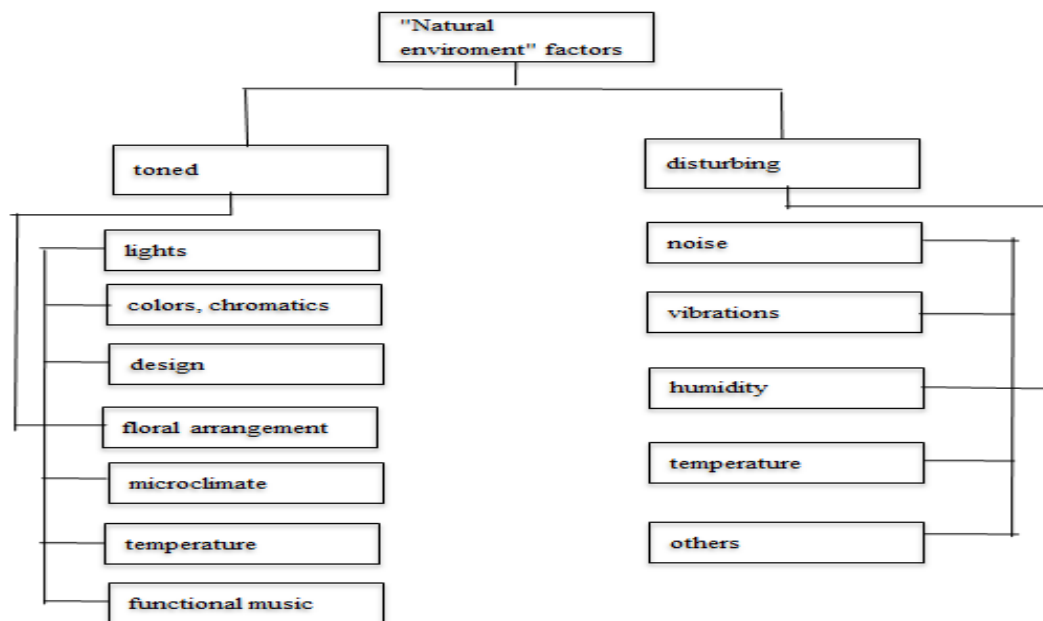 "Natural
enviroment" factors
toned
disturbing
lights
colors, chromatics
design
floral arrangement
microclimate
temperature
functional music
noise
vibrations
humidity
temperature
others